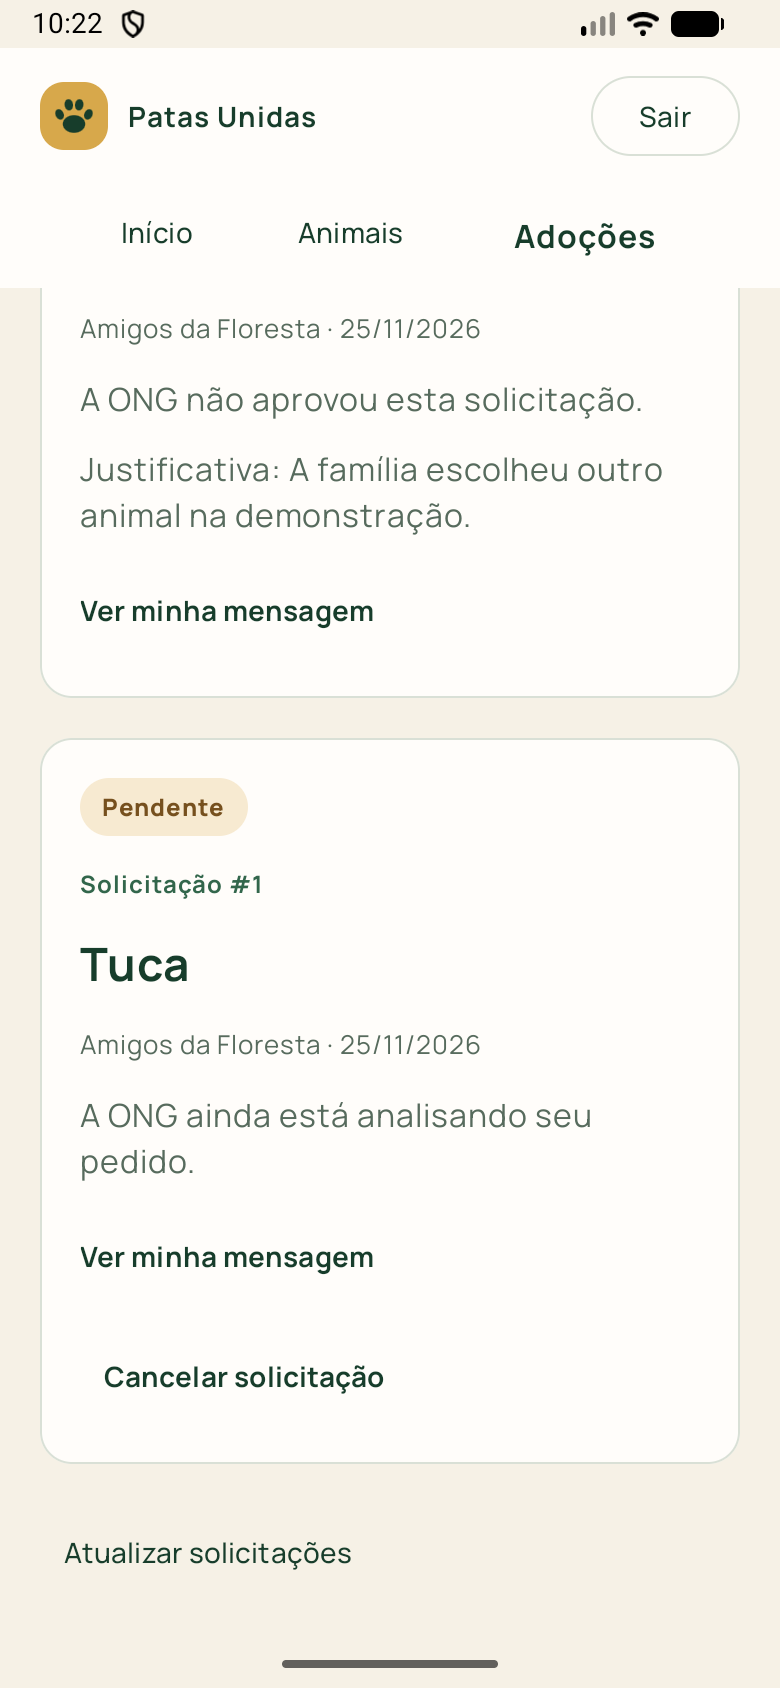 10:22
Patas Unidas
Sair
Início
Animais
Adoções
Amigos da Floresta · 25/11/2026
A ONG não aprovou esta solicitação.
Justificativa: A família escolheu outro
animal na demonstração.
Ver minha mensagem
Pendente
Solicitação #1
Tuca
Amigos da Floresta · 25/11/2026
A ONG ainda está analisando seu
pedido.
Ver minha mensagem
Cancelar solicitação
Atualizar solicitações